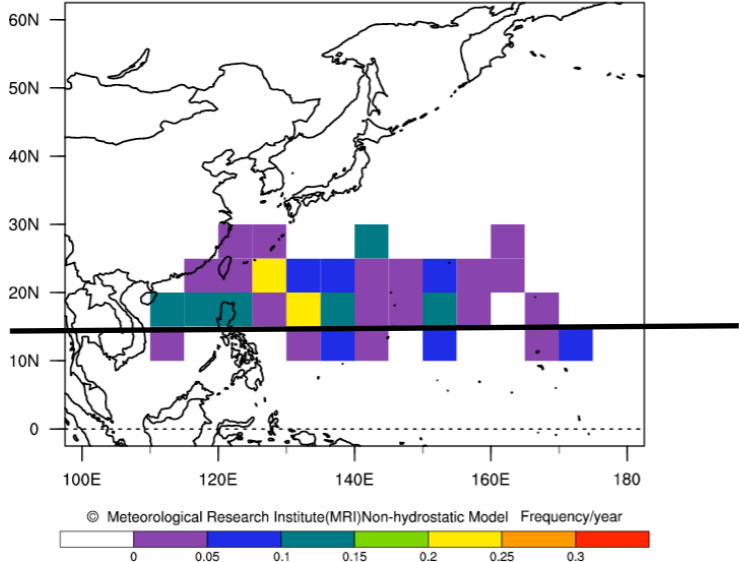 60N
50N
40N
30N
20N
10N
0
100E 120E 140E 160E 180
© Meteorological Research Institute(MRI)Non-hydrostatic Model Frequency/year
0 0.05 0.1 0.15 0.2 0.25 0.3